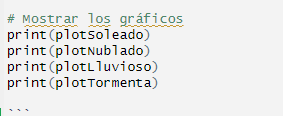 # Mostrar los gráficos
print(plotSoleado)
print(plotNublado)
print(plotLluvioso)
print(plotTormenta)
```